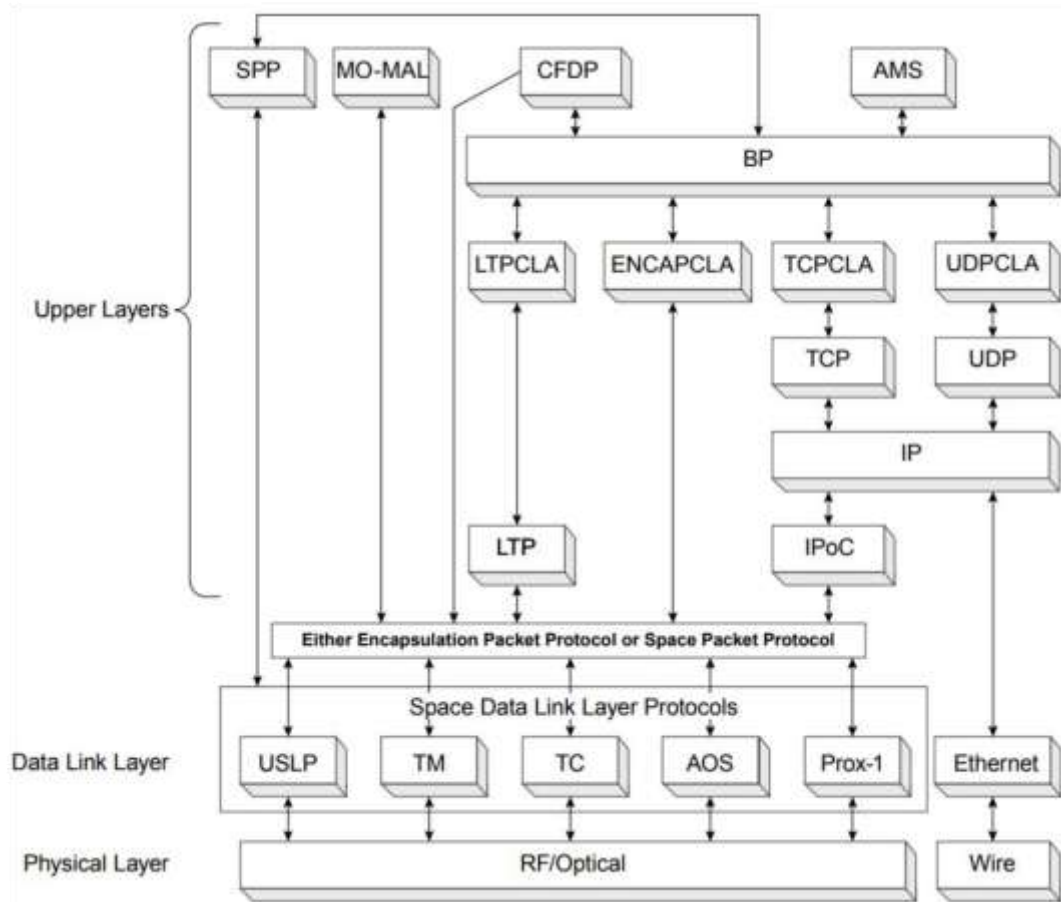 SPP
MO-MAL
CFDP
AMS
BP
LTPCLA
ENCAPCLA
TCPCLA
UDPCLA
Upper Layers
TCP
UDP
IP
LTP
IPoC
Either Encapsulation Packet Protocol or Space Packet Protocol
Space Data Link Layer Protocols
Data Link Layer
USLP
TM
TC
AOS
Prox-1
Ethernet
Physical Layer
RF/Optical
Wire